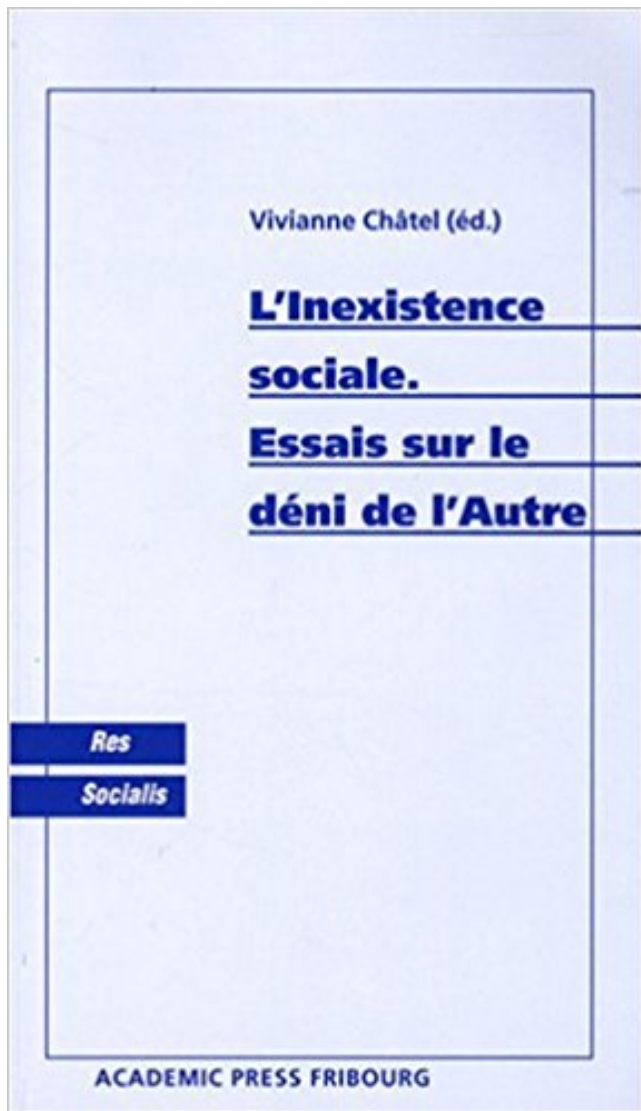 Vivianne Châtel (éd.)
L'Inexistence
sociale.
Essais sur le
déni de l'Autre
Res
Socialis
ACADEMIC PRESS FRIBOURG